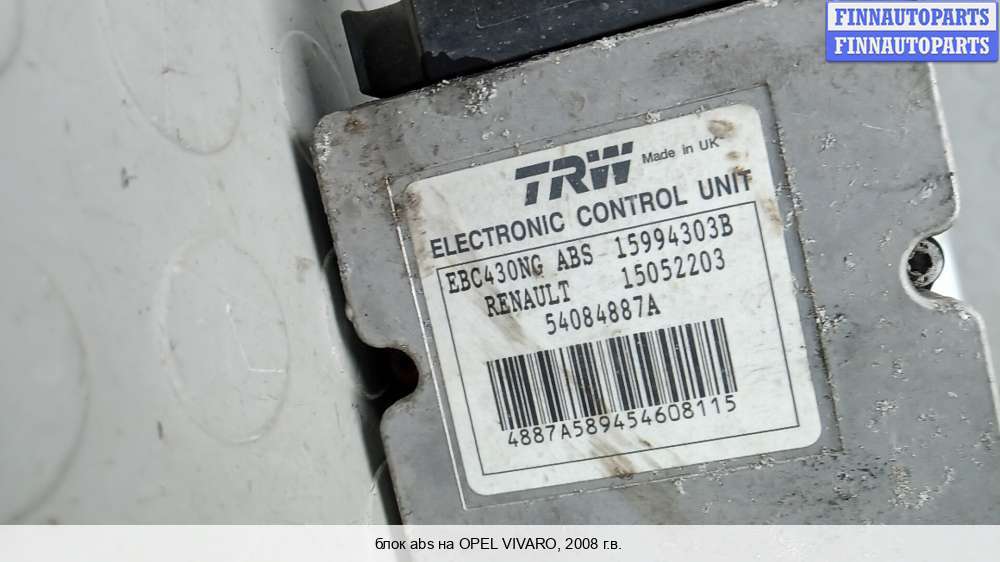 FINNAUTOPARTS
FINNAUTOPARTS
TRW Made in UK
ELECTRONIC CONTROL UNIT
EBC430NG ABS 15994303B
RENAULT 15052203
54084887A
4887A589454608115
блок abs на OPEL VIVARO, 2008 г.в.